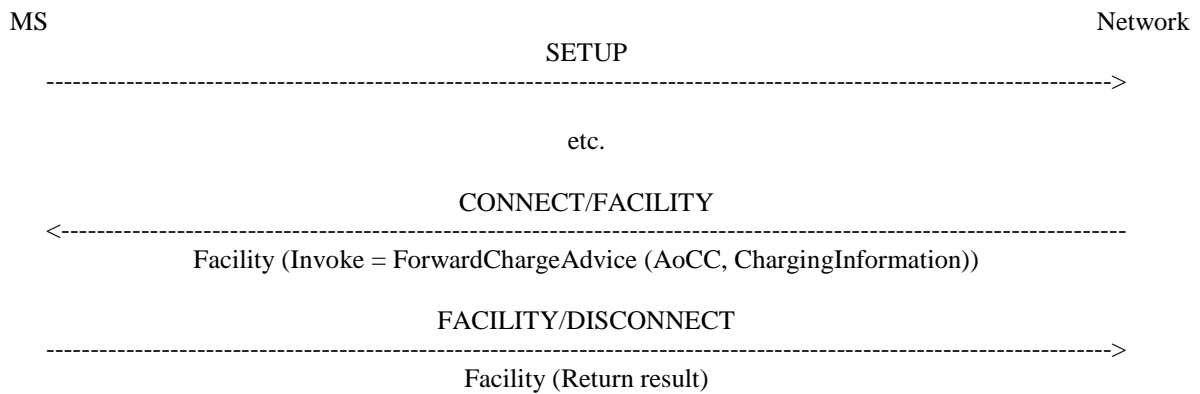 MS Network
SETUP
------------------------------------------------------------------------------------------------------------------------>
etc.
CONNECT/FACILITY
<------------------------------------------------------------------------------------------------------------------------
Facility (Invoke = ForwardChargeAdvice (AoCC, ChargingInformation))
FACILITY/DISCONNECT
------------------------------------------------------------------------------------------------------------------------>
Facility (Return result)